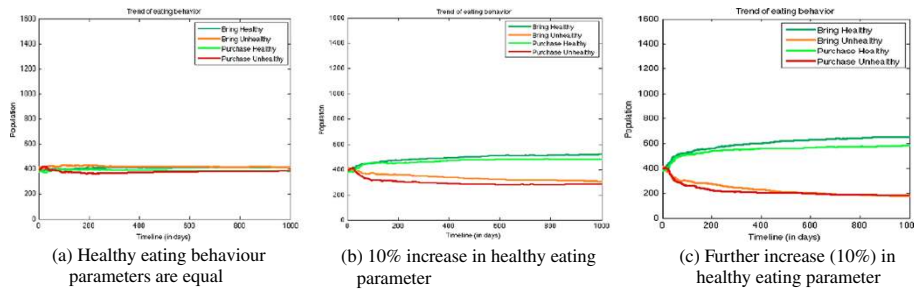 Trend of eating behavior
1600
1400
1200
1000
800
600
400
200
0
Population
Bring Healthy
Bring Unhealthy
Purchase Healthy
Purchase Unhealthy
0 200 400 600 800 1000
Timeline (in days)
(a) Healthy eating behaviour
parameters are equal
Trend of eating behavior
1600
1400
1200
1000
800
600
400
200
0
Population
Bring Healthy
Bring Unhealthy
Purchase Healthy
Purchase Unhealthy
0 200 400 600 800 1000
Timeline (in days)
(b) 10% increase in healthy eating
parameter
Trend of eating behavior
1600
1400
1200
1000
800
600
400
200
0
Population
Bring Healthy
Bring Unhealthy
Purchase Healthy
Purchase Unhealthy
0 200 400 600 800 100
Timeline (in days)
(c) Further increase (10%) in
healthy eating parameter